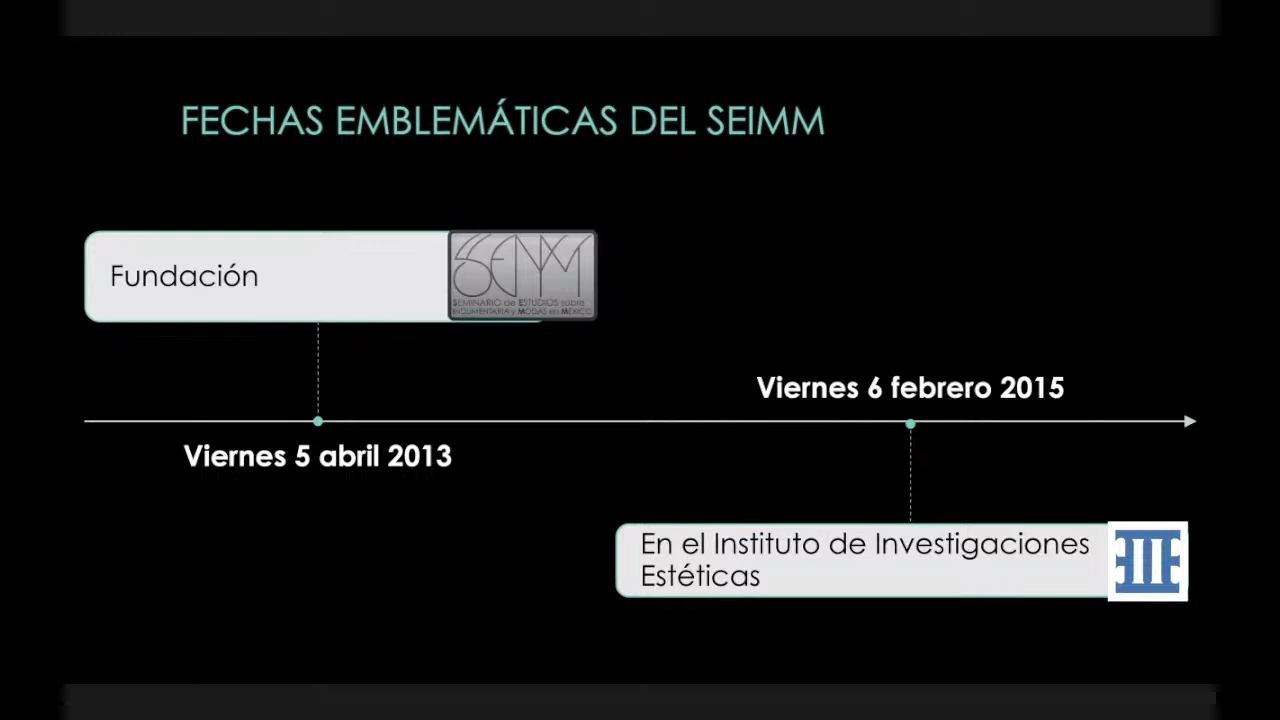 FECHAS EMBLEMÁTICAS DEL SEIMM
Fundación
SEIMM
SEMINARIO de ESTUDIOS sobre
INDUMENTARIA y MODAS en MÉXICO
Viernes 6 febrero 2015
Viernes 5 abril 2013
En el Instituto de Investigaciones
Estéticas